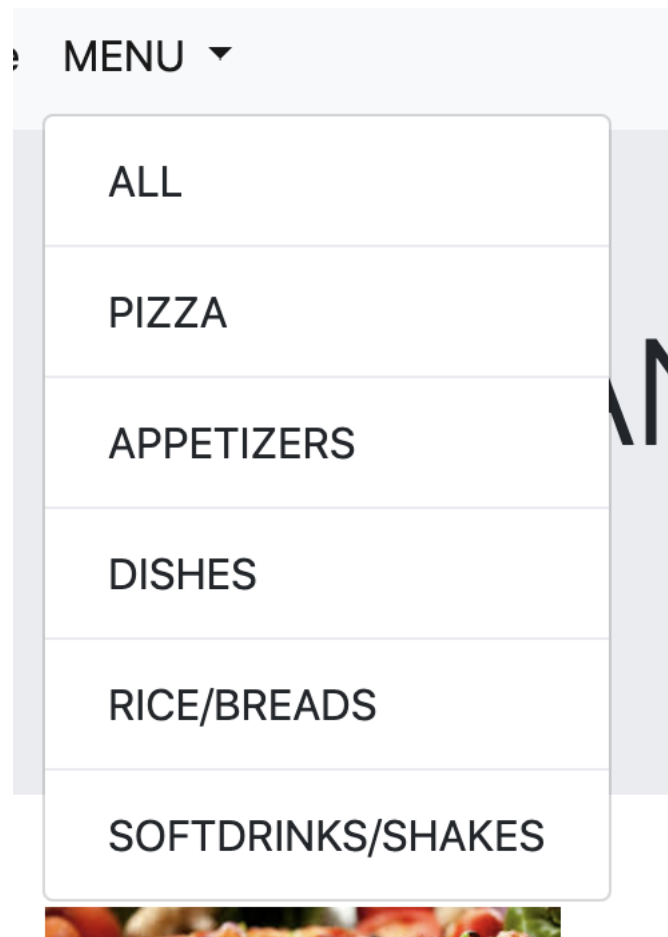 MENU
ALL
PIZZA
APPETIZERS
DISHES
RICE/BREADS
SOFTDRINKS/SHAKES